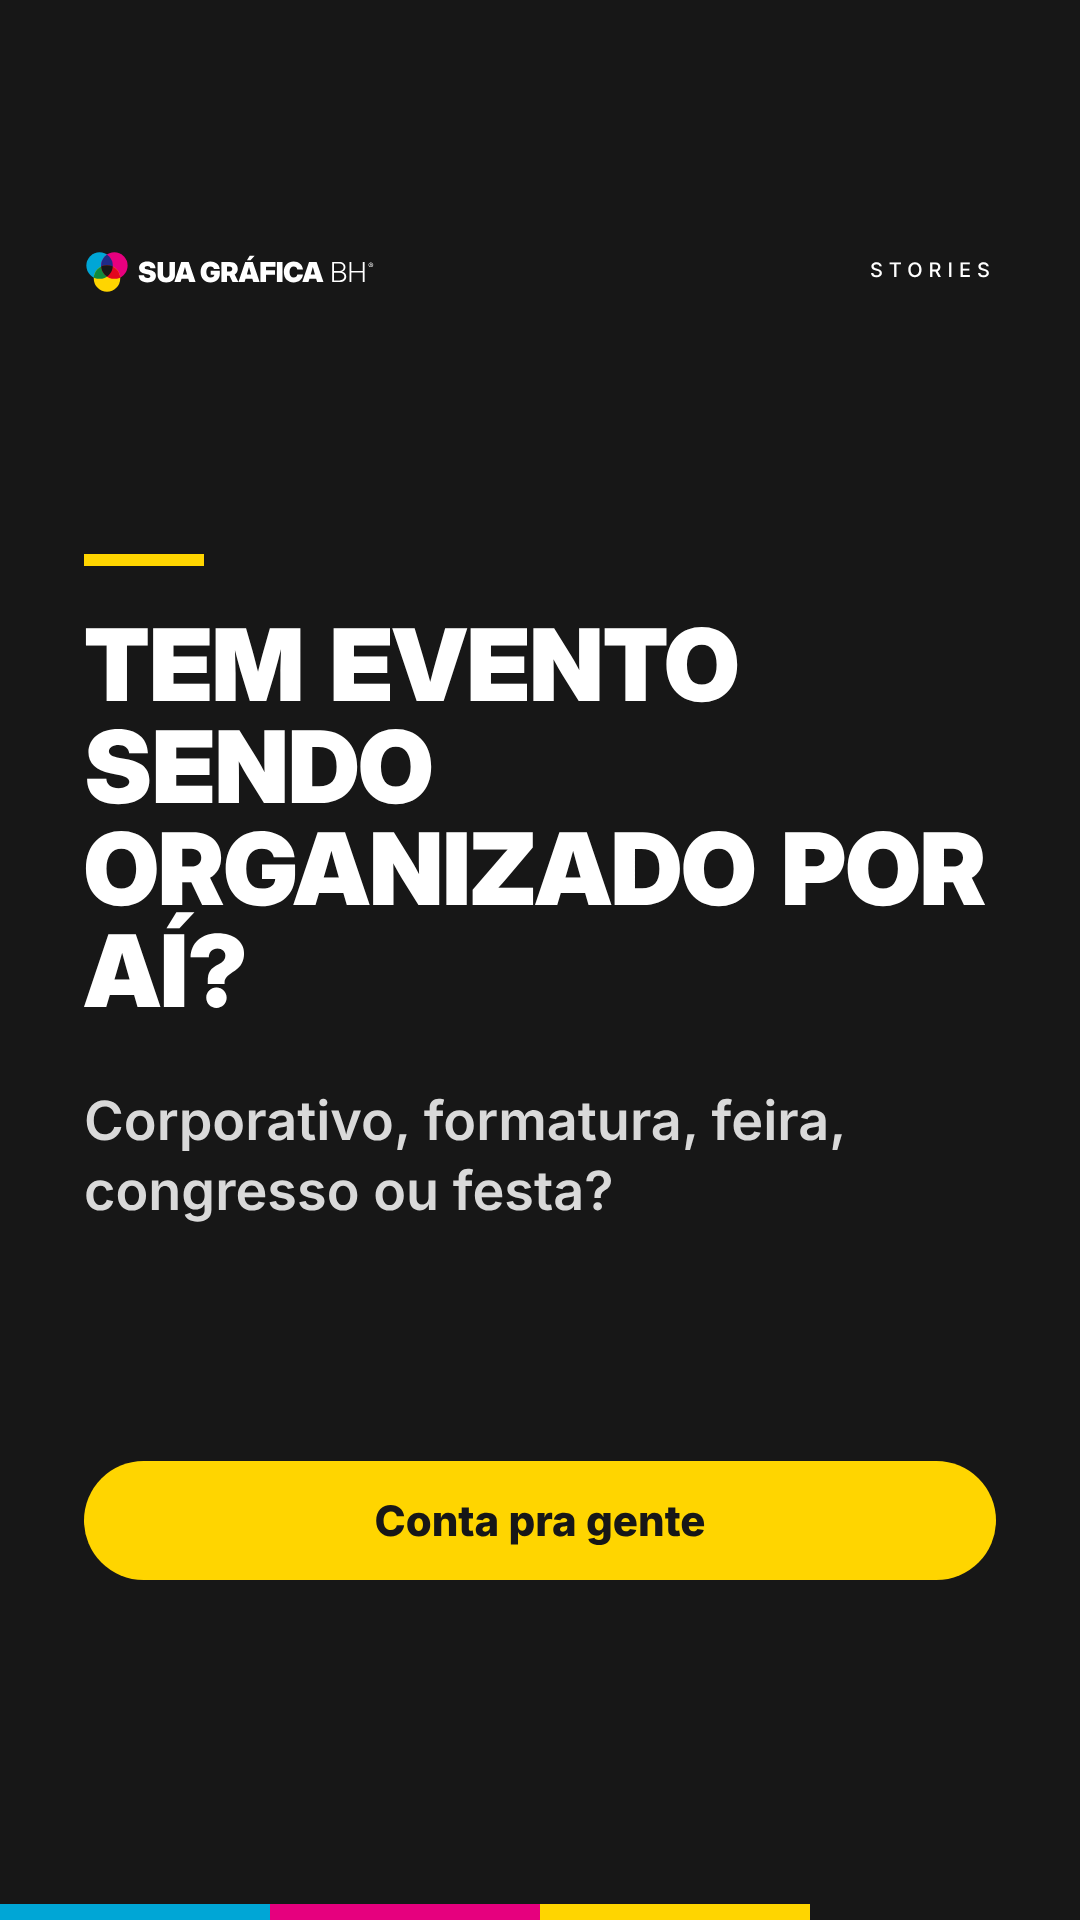 SUA GRÁFICA BH®
STORIES
TEM EVENTO
SENDO
ORGANIZADO POR
AÍ?
Corporativo, formatura, feira,
congresso ou festa?
Conta pra gente